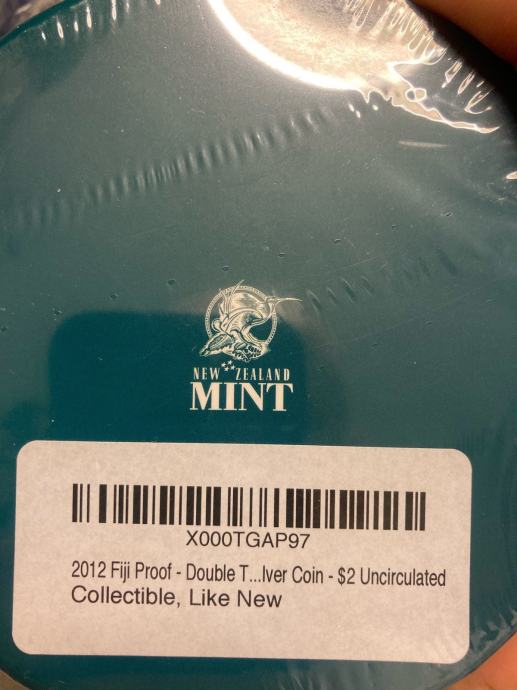 NEW ZEALAND
MINT
X000TGAP97
2012 Fiji Proof - Double T...lver Coin - $2 Uncirculated
Collectible, Like New